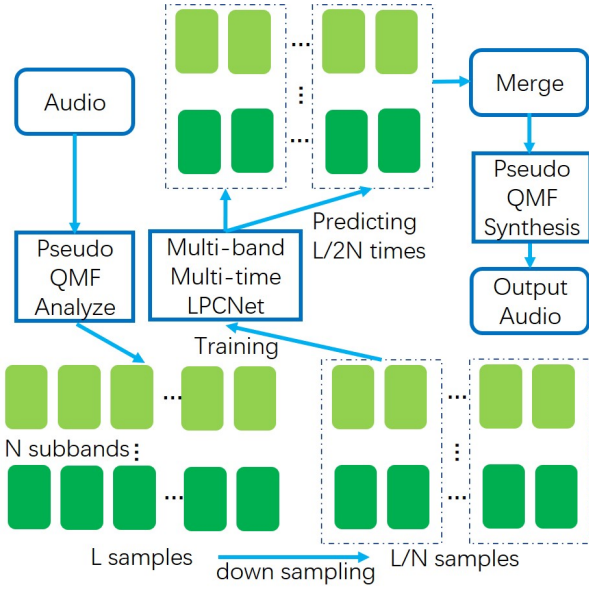 Audio
Pseudo
QMF
Analyze
Multi-band
Multi-time
LPCNet
Predicting
L/2N times
Merge
Pseudo
QMF
Synthesis
Output
Audio
Training
N subbands
L samples
down sampling
L/N samples